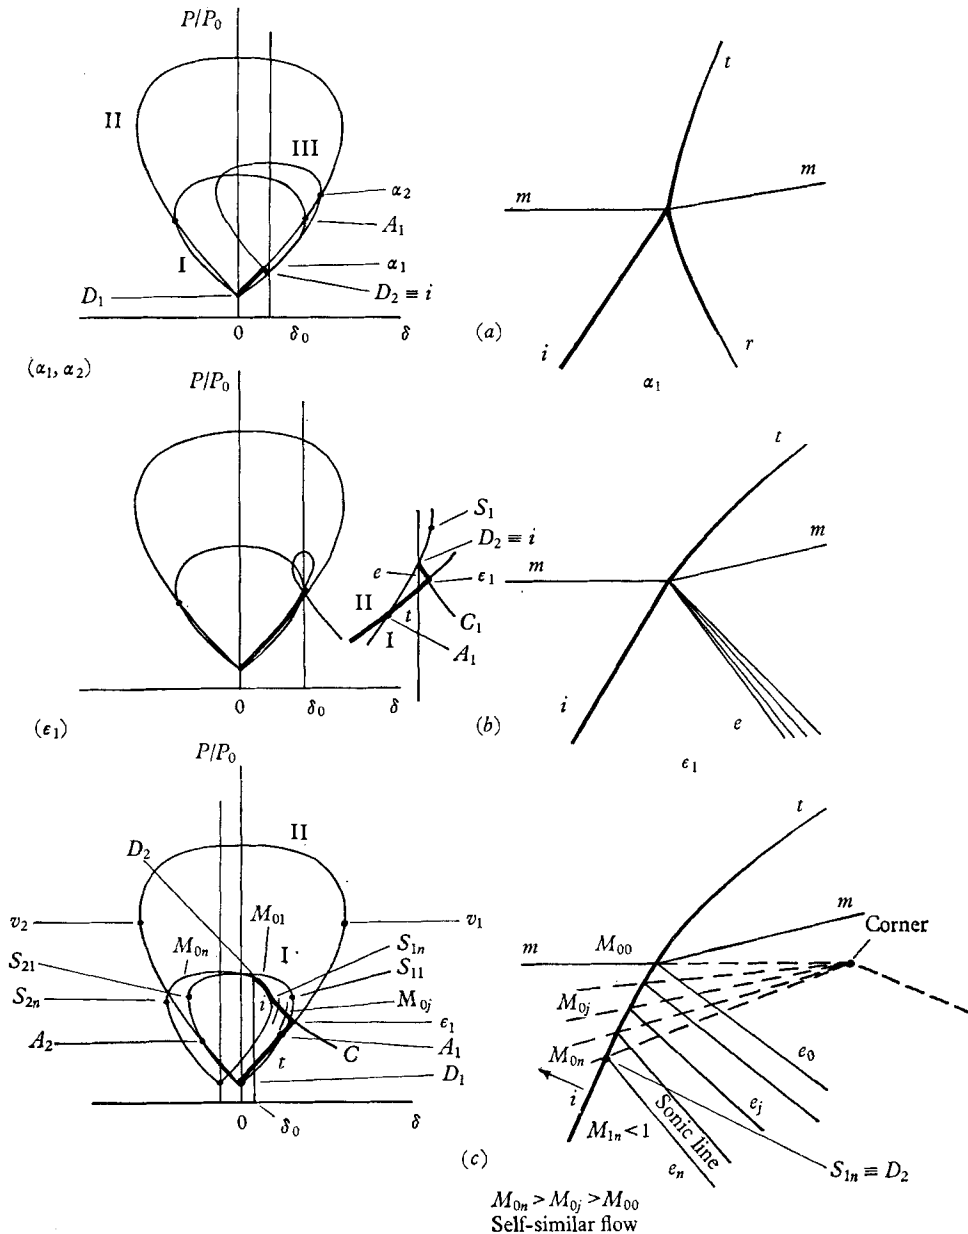 P/P₀
II
III
α₂
A₁
I
α₁
D₁
D₂ ≡ i
0
δ₀
δ
(α₁, α₂)
t
m
m
i
r
(a)
α₁
P/P₀
S₁
D₂ ≡ i
e
ε₁
II
t
C₁
I
A₁
0
δ₀
δ
(ε₁)
t
m
m
i
e
(b)
ε₁
P/P₀
II
D₂
M₀₁
v₂
v₁
M₀ₙ
I
S₁ₙ
S₂₁
S₁₁
S₂ₙ
i
M₀ⱼ
ε₁
A₂
A₁
C
t
D₁
0
δ₀
δ
t
m
Corner
m
M₀₀
M₀ⱼ
M₀ₙ
e₀
i
eⱼ
M₁ₙ < 1
Sonic line
eₙ
S₁ₙ ≡ D₂
(c)
M₀ₙ > M₀ⱼ > M₀₀
Self-similar flow